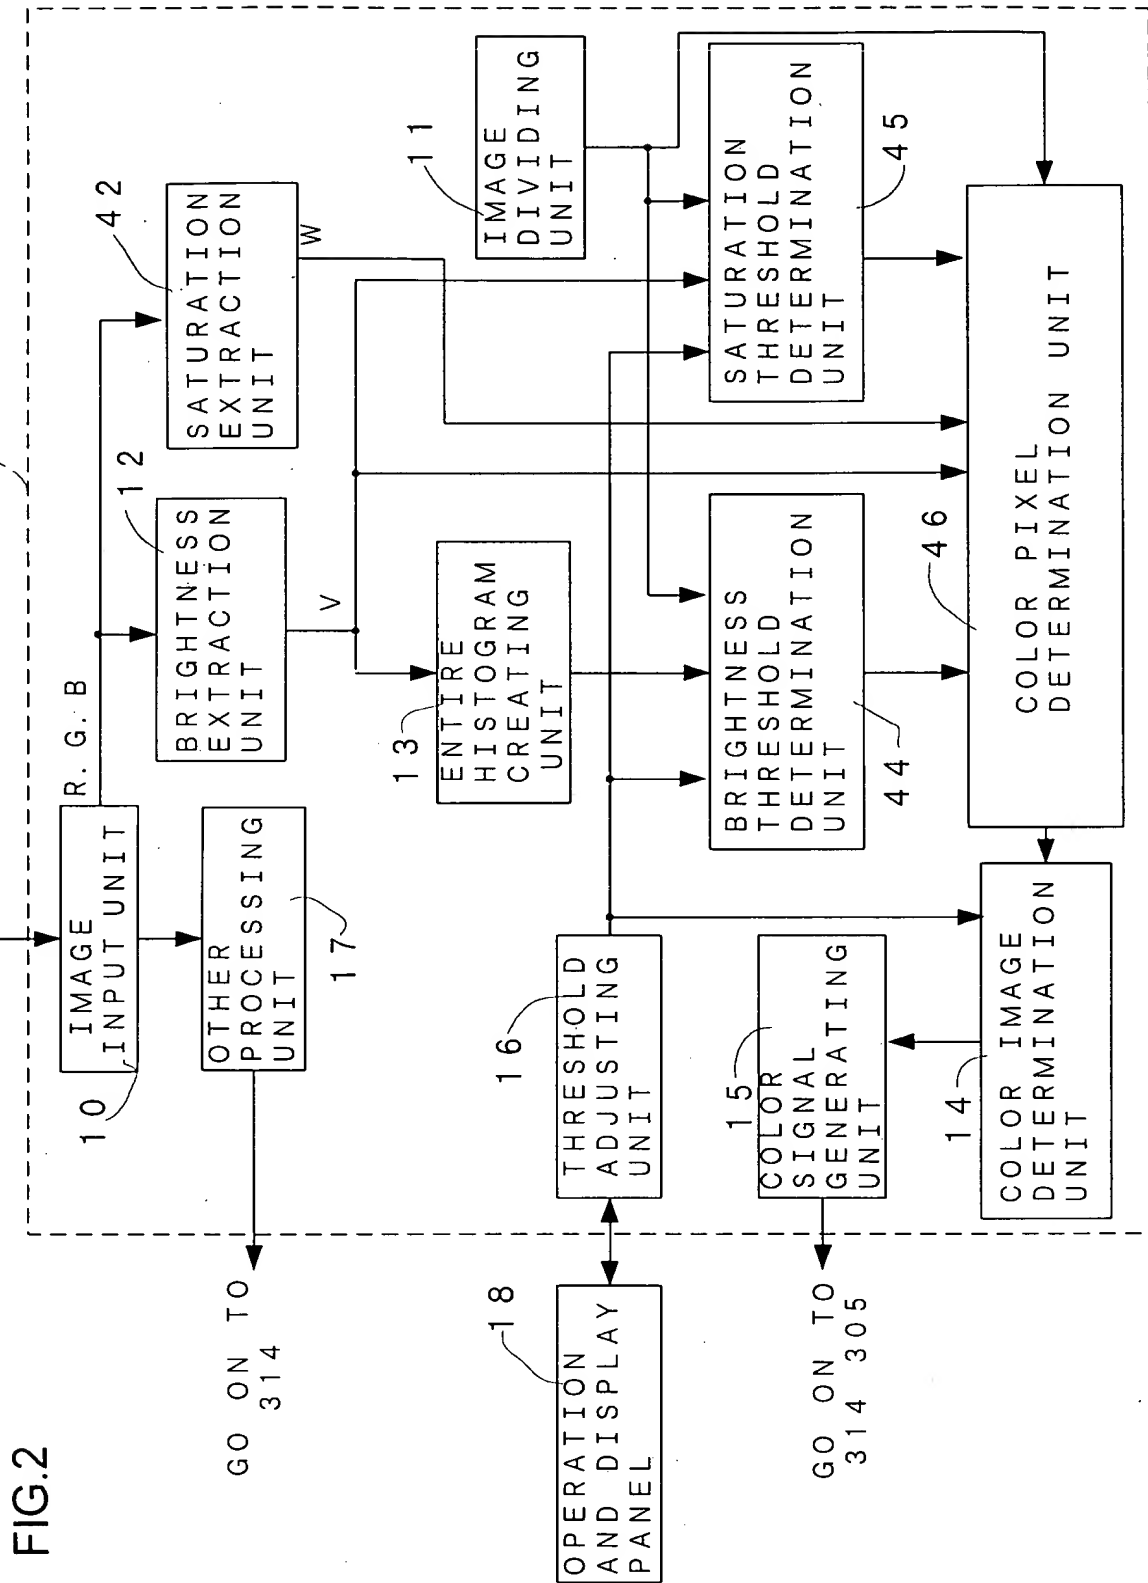 FIG.2
IMAGE
INPUT UNIT
10
R. G. B
OTHER
PROCESSING
UNIT
17
GO ON TO
314
BRIGHTNESS
EXTRACTION
UNIT
12
V
SATURATION
EXTRACTION
UNIT
42
W
ENTIRE
HISTOGRAM
CREATING
UNIT
13
IMAGE
DIVIDING
UNIT
11
OPERATION
AND DISPLAY
PANEL
18
THRESHOLD
ADJUSTING
UNIT
16
BRIGHTNESS
THRESHOLD
DETERMINATION
UNIT
44
SATURATION
THRESHOLD
DETERMINATION
UNIT
45
COLOR
SIGNAL
GENERATING
UNIT
15
GO ON TO
314 305
COLOR IMAGE
DETERMINATION
UNIT
14
COLOR PIXEL
DETERMINATION UNIT
46